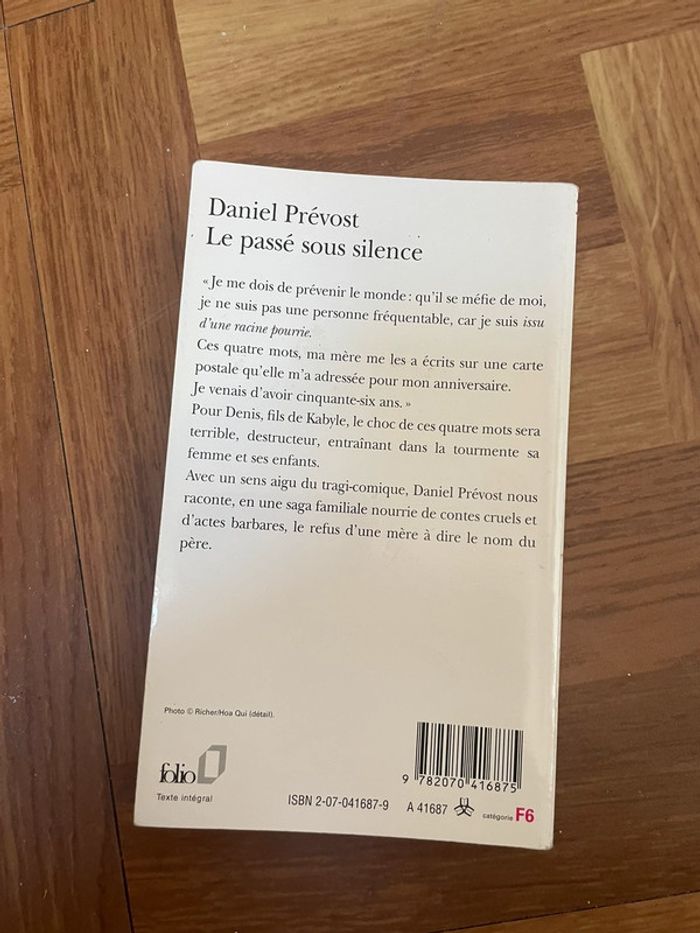 Daniel Prévost
Le passé sous silence
« Je me dois de prévenir le monde : qu'il se méfie de moi,
je ne suis pas une personne fréquentable, car je suis issu
d'une racine pourrie.
Ces quatre mots, ma mère me les a écrits sur une carte
postale qu'elle m'a adressée pour mon anniversaire.
Je venais d'avoir cinquante-six ans. »
Pour Denis, fils de Kabyle, le choc de ces quatre mots sera
terrible, destructeur, entraînant dans la tourmente sa
femme et ses enfants.
Avec un sens aigu du tragi-comique, Daniel Prévost nous
raconte, en une saga familiale nourrie de contes cruels et
d'actes barbares, le refus d'une mère à dire le nom du
père.
Photo © Richer/Hoa Qui (détail).
folio
Texte intégral
9 782070 416875
ISBN 2-07-041687-9 A 41687 catégorie F6